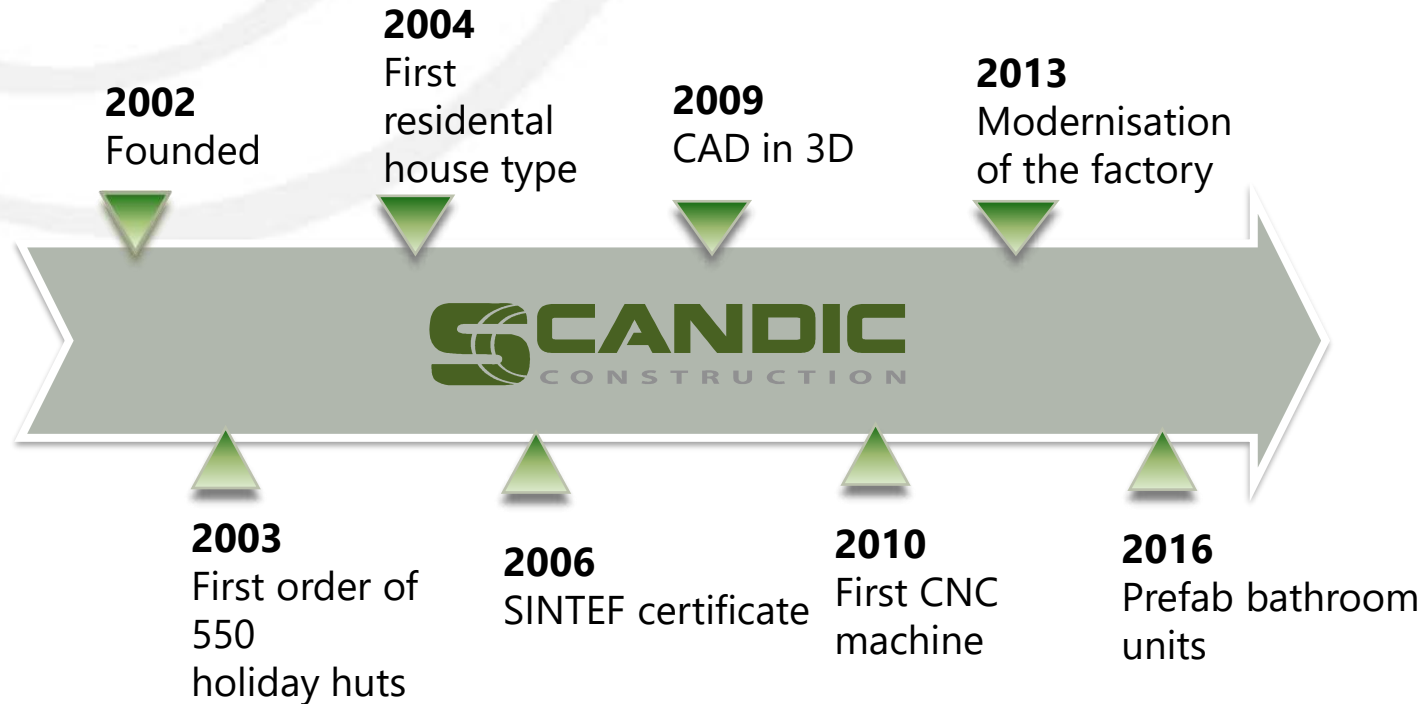 2002
Founded
2004
First
residental
house type
2009
CAD in 3D
2013
Modernisation
of the factory
SCANDIC
CONSTRUCTION
2003
First order of
550
holiday huts
2006
SINTEF certificate
2010
First CNC
machine
2016
Prefab bathroom
units